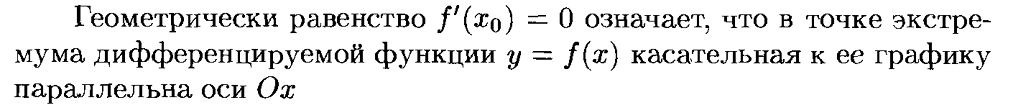 Геометрически равенство f′(x₀) = 0 означает, что в точке экстре-
мума дифференцируемой функции y = f(x) касательная к ее графику
параллельна оси Ox